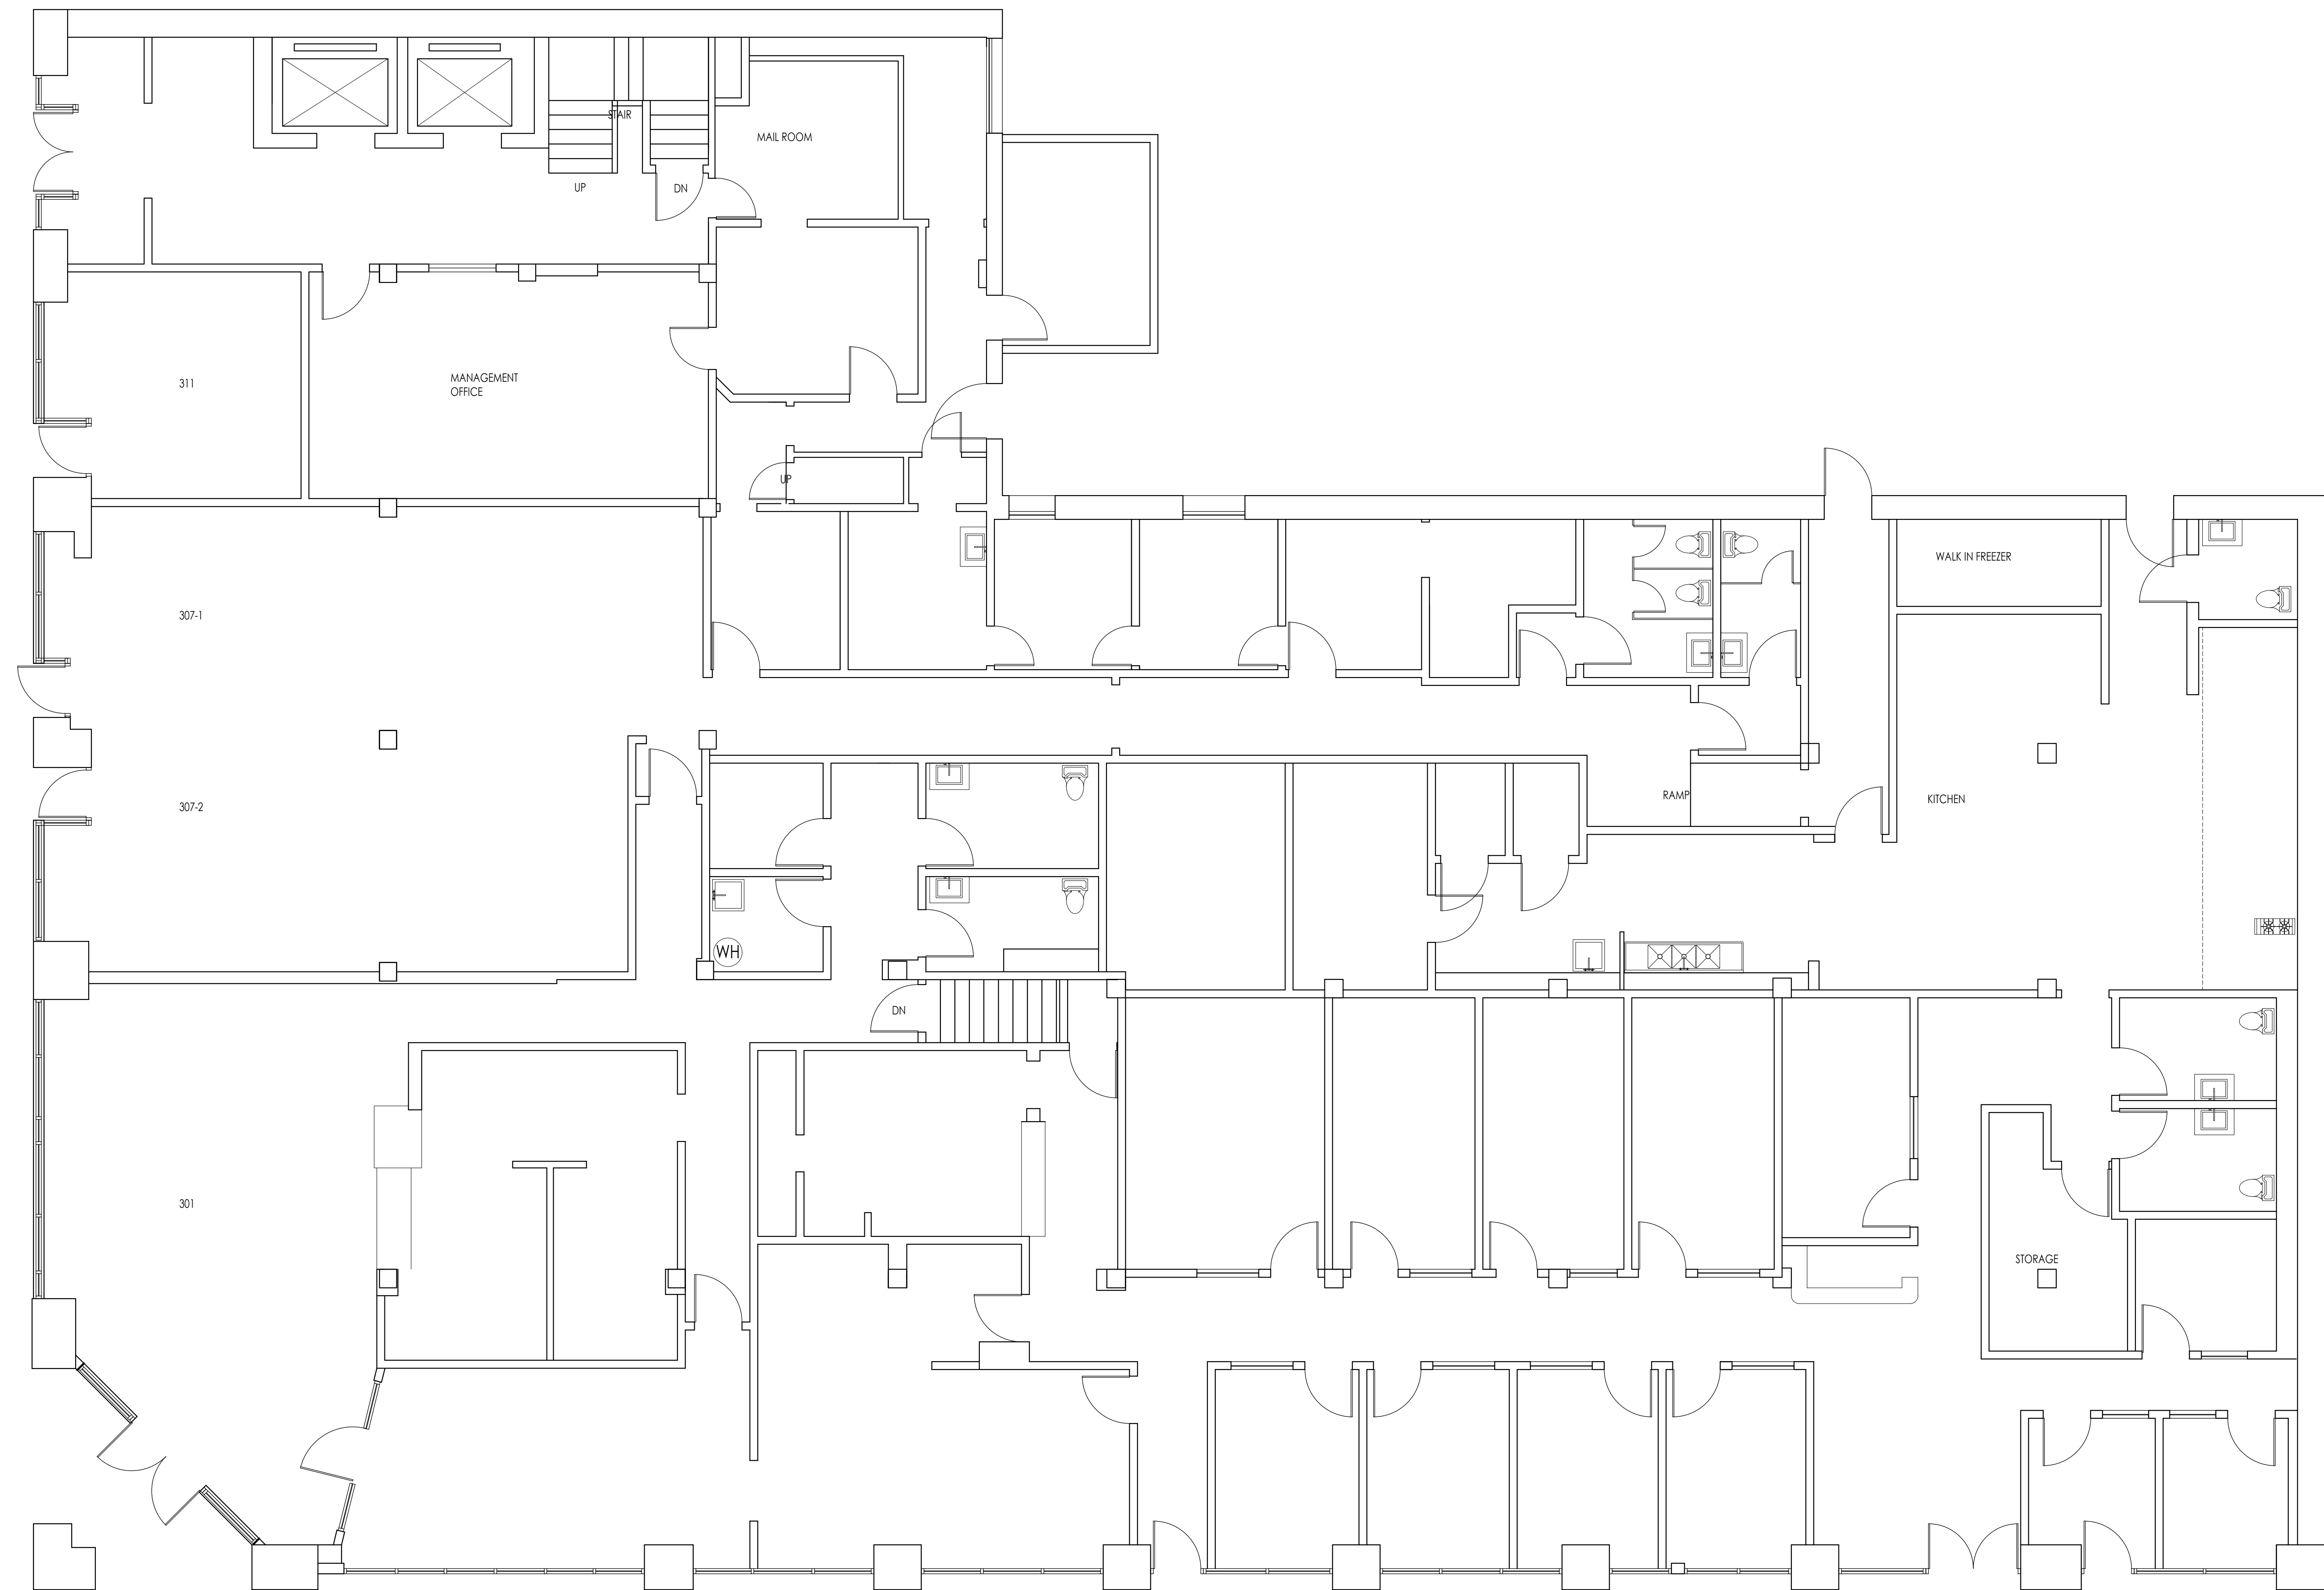 STAIR
MAIL ROOM
UP
DN
311
MANAGEMENT
OFFICE
UP
WALK IN FREEZER
307-1
307-2
RAMP
KITCHEN
WH
DN
301
STORAGE